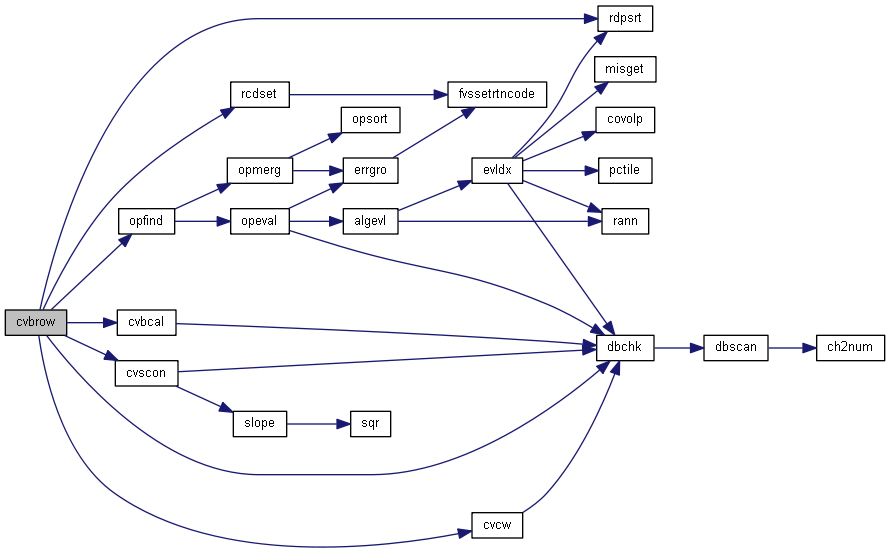 rdpsrt
misget
rcdset
fvssetrtncode
opsort
covolp
opmerg
errgro
evldx
pctile
opfind
opeval
algevl
rann
cvbrow
cvbcal
dbchk
dbscan
ch2num
cvscon
slope
sqr
cvcw